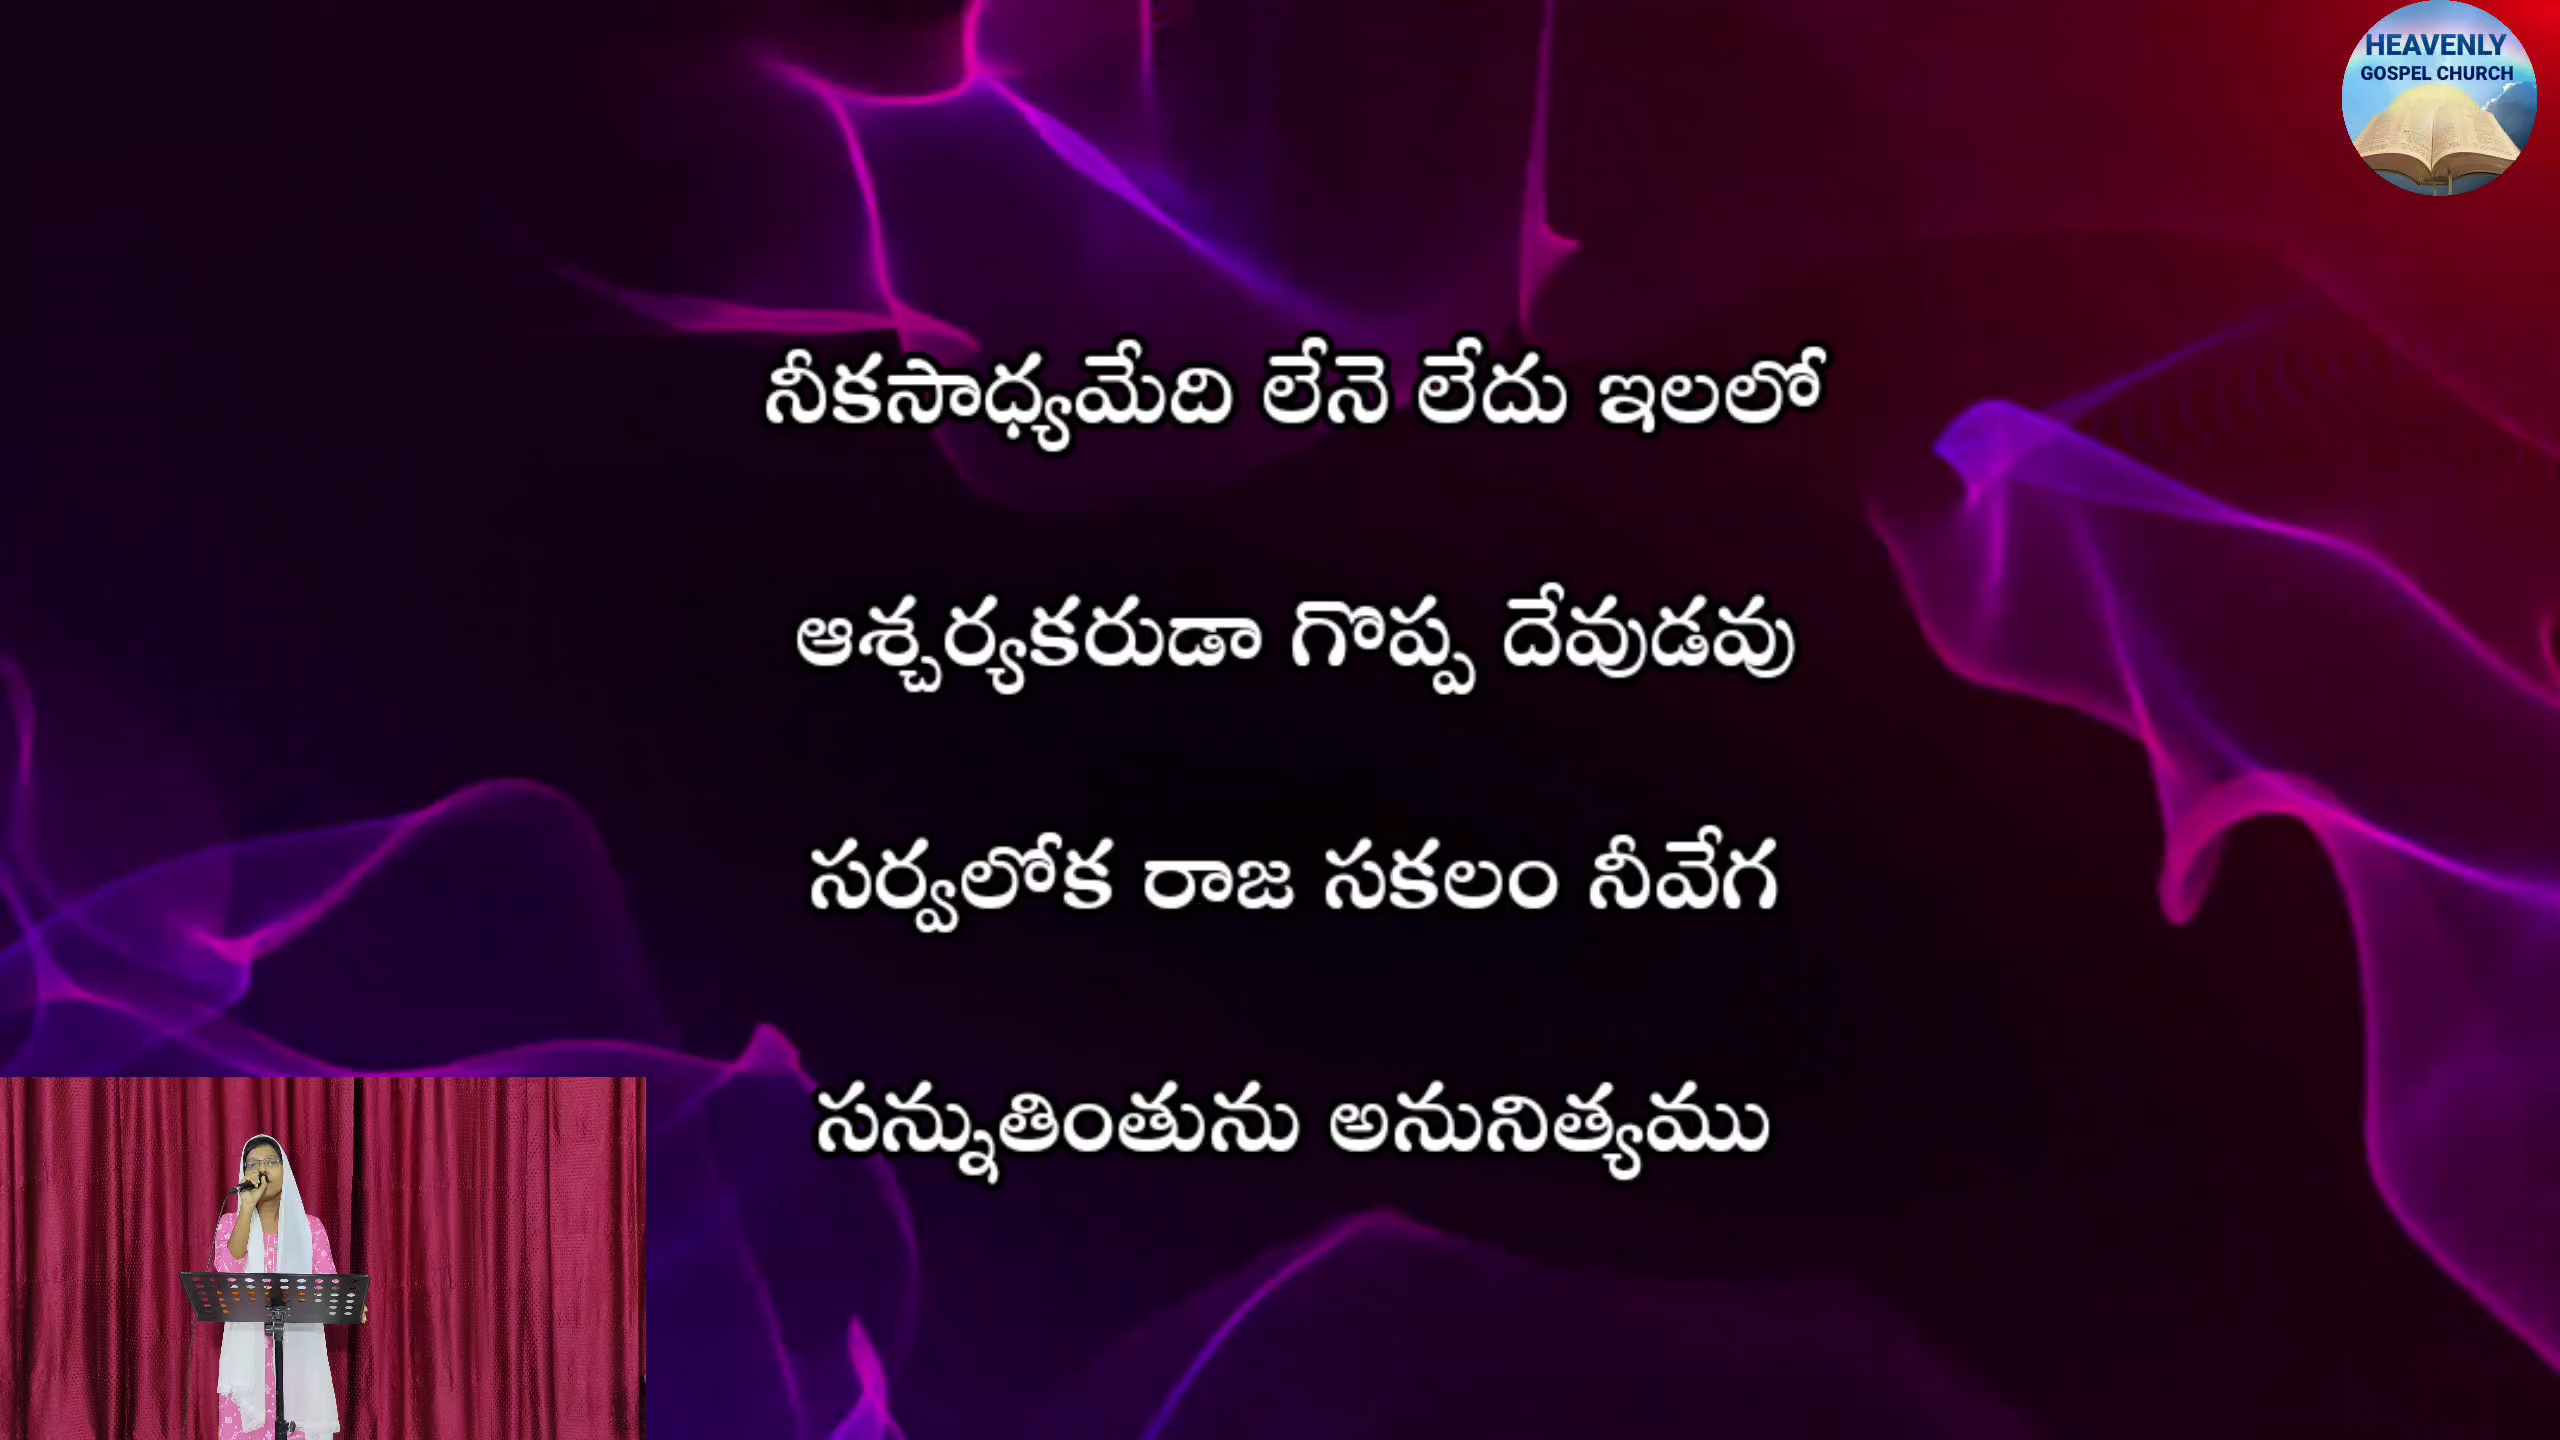 HEAVENLY
GOSPEL CHURCH
నీకసాధ్యమేది లేనె లేదు ఇలలో
ఆశ్చర్యకరుడా గొప్ప దేవుడవు
సర్వలోక రాజ సకలం నీవేగ
సన్నుతింతును అనునిత్యము